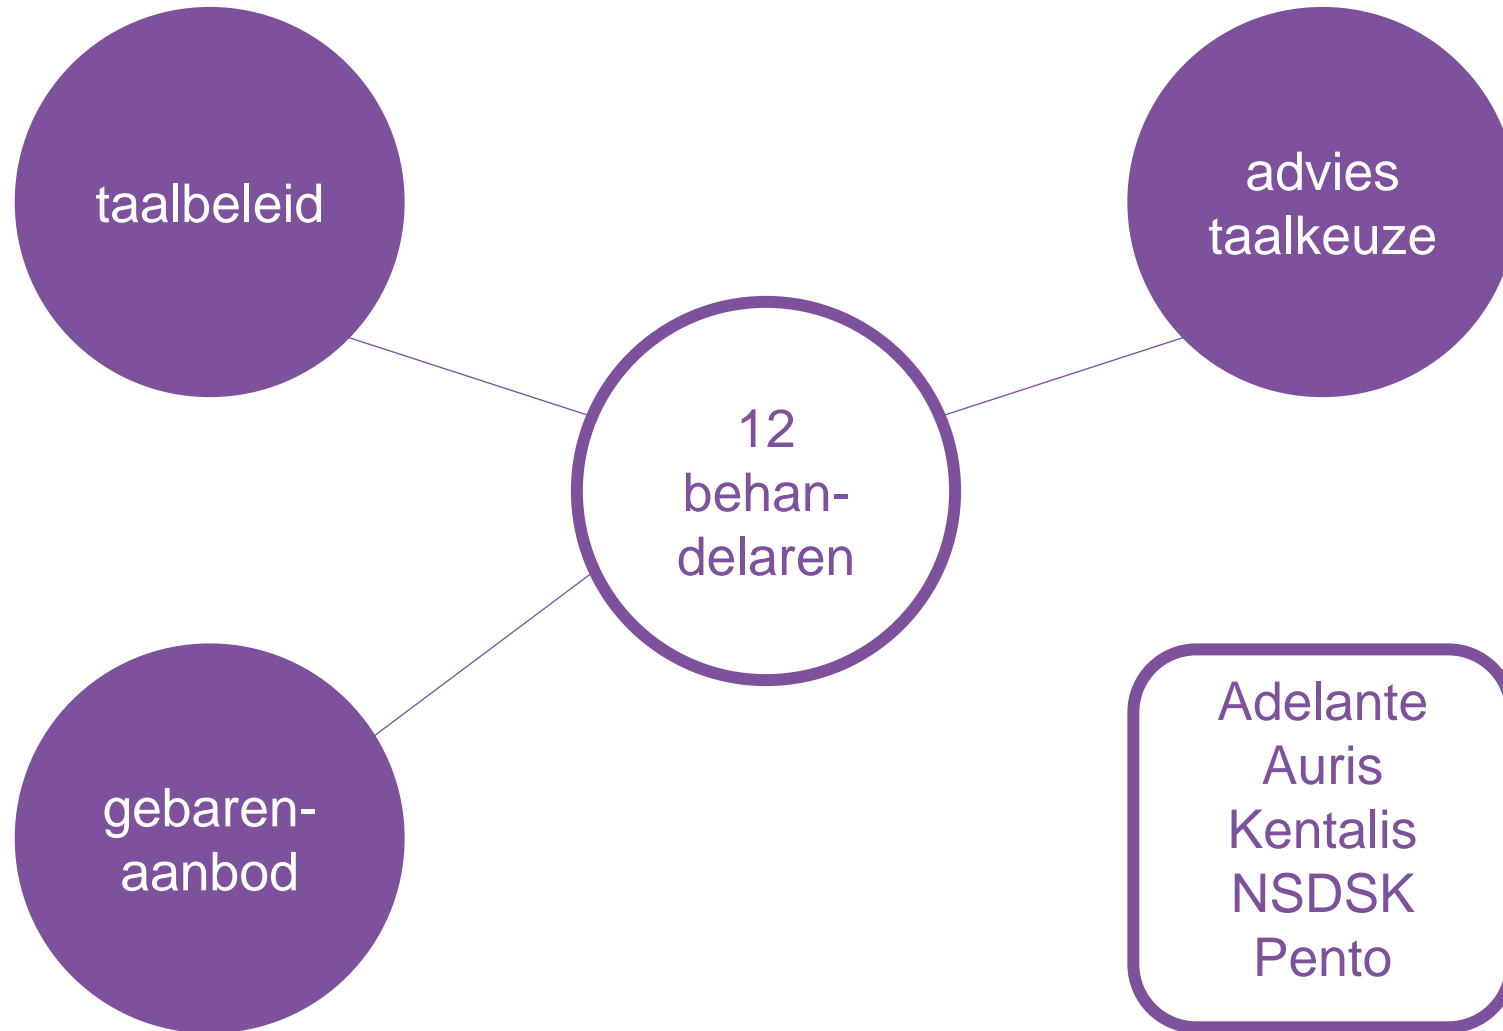 taalbeleid
advies
taalkeuze
12
behan-
delaren
gebaren-
aanbod
Adelante
Auris
Kentalis
NSDSK
Pento